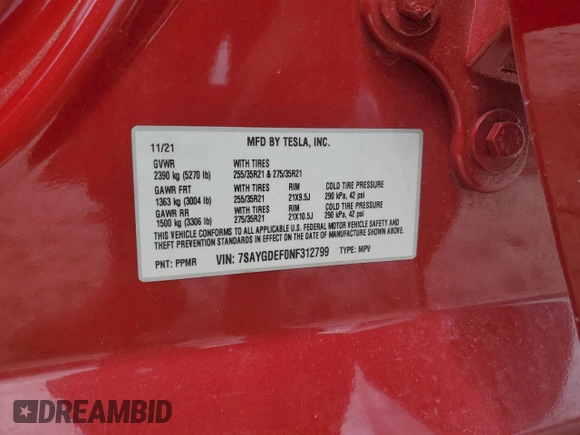 11/21 MFD BY TESLA, INC.
GVWR WITH TIRES
2390 kg (5270 lb) 255/35R21 & 275/35R21
GAWR FRT WITH TIRES RIM COLD TIRE PRESSURE
1363 kg (3004 lb) 255/35R21 21X9.5J 290 kPa, 42 psi
GAWR RR WITH TIRES RIM COLD TIRE PRESSURE
1500 kg (3306 lb) 275/35R21 21X10.5J 290 kPa, 42 psi
THIS VEHICLE CONFORMS TO ALL APPLICABLE U.S. FEDERAL MOTOR VEHICLE SAFETY AND
THEFT PREVENTION STANDARDS IN EFFECT ON THE DATE OF MANUFACTURE SHOWN ABOVE.
PNT: PPMR VIN: 7SAYGDEF0NF312799 TYPE: MPV
DREAMBID